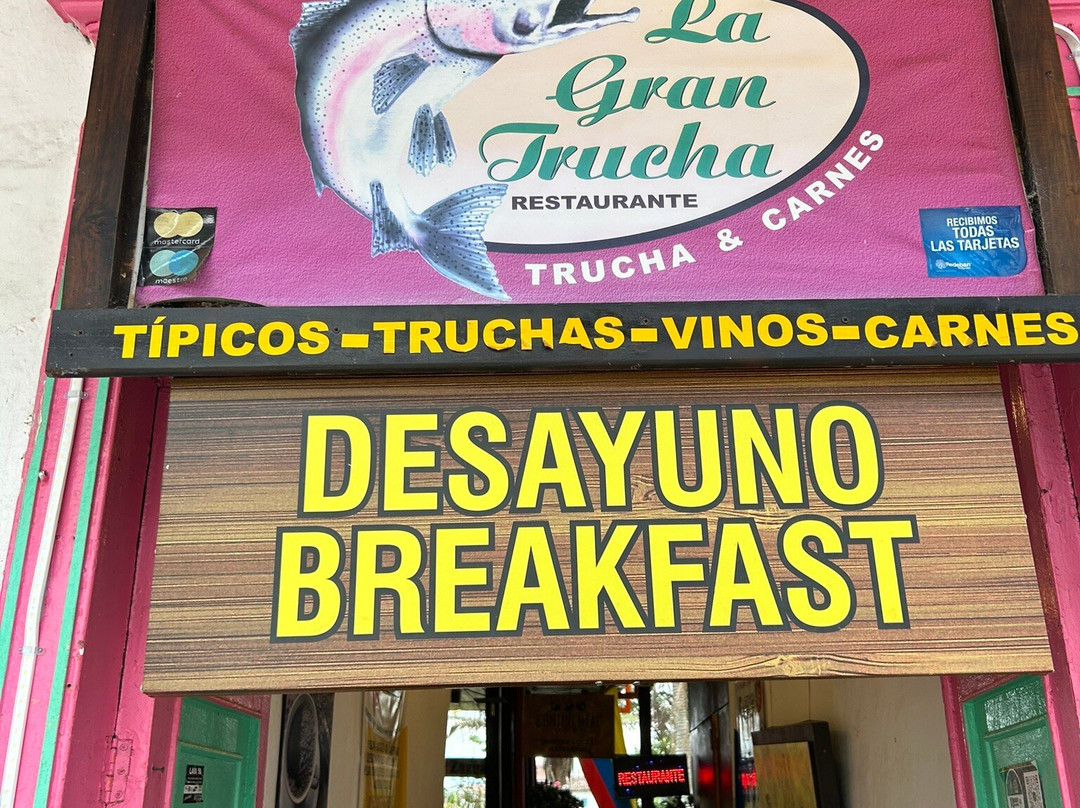 La
Gran
Trucha
RESTAURANTE
TRUCHA & CARNES
mastercard
maestro
RECIBIMOS
TODAS
LAS TARJETAS
Redeban
TÍPICOS-TRUCHAS-VINOS-CARNES
DESAYUNO
BREAKFAST
RESTAURANTE